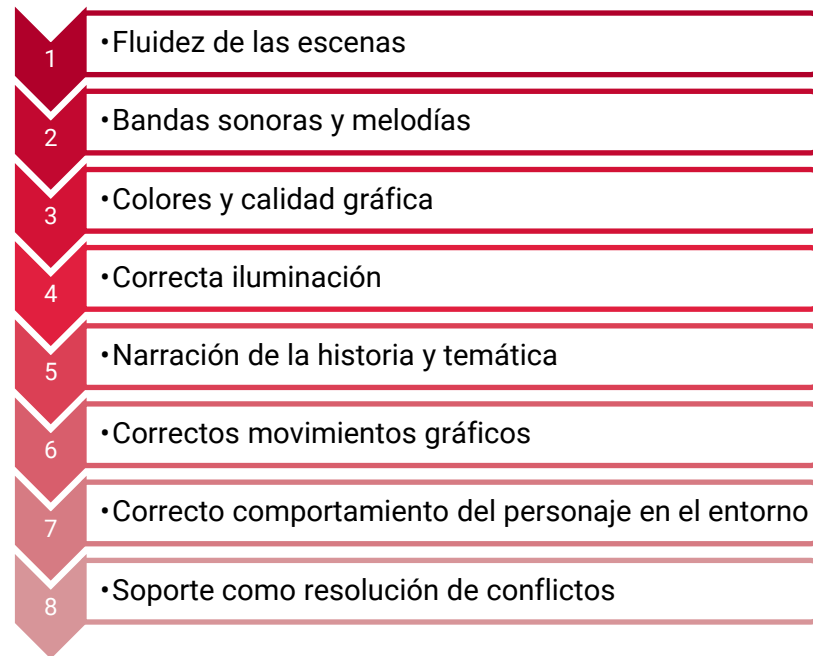 1
•Fluidez de las escenas
2
•Bandas sonoras y melodías
3
•Colores y calidad gráfica
4
•Correcta iluminación
5
•Narración de la historia y temática
6
•Correctos movimientos gráficos
7
•Correcto comportamiento del personaje en el entorno
8
•Soporte como resolución de conflictos